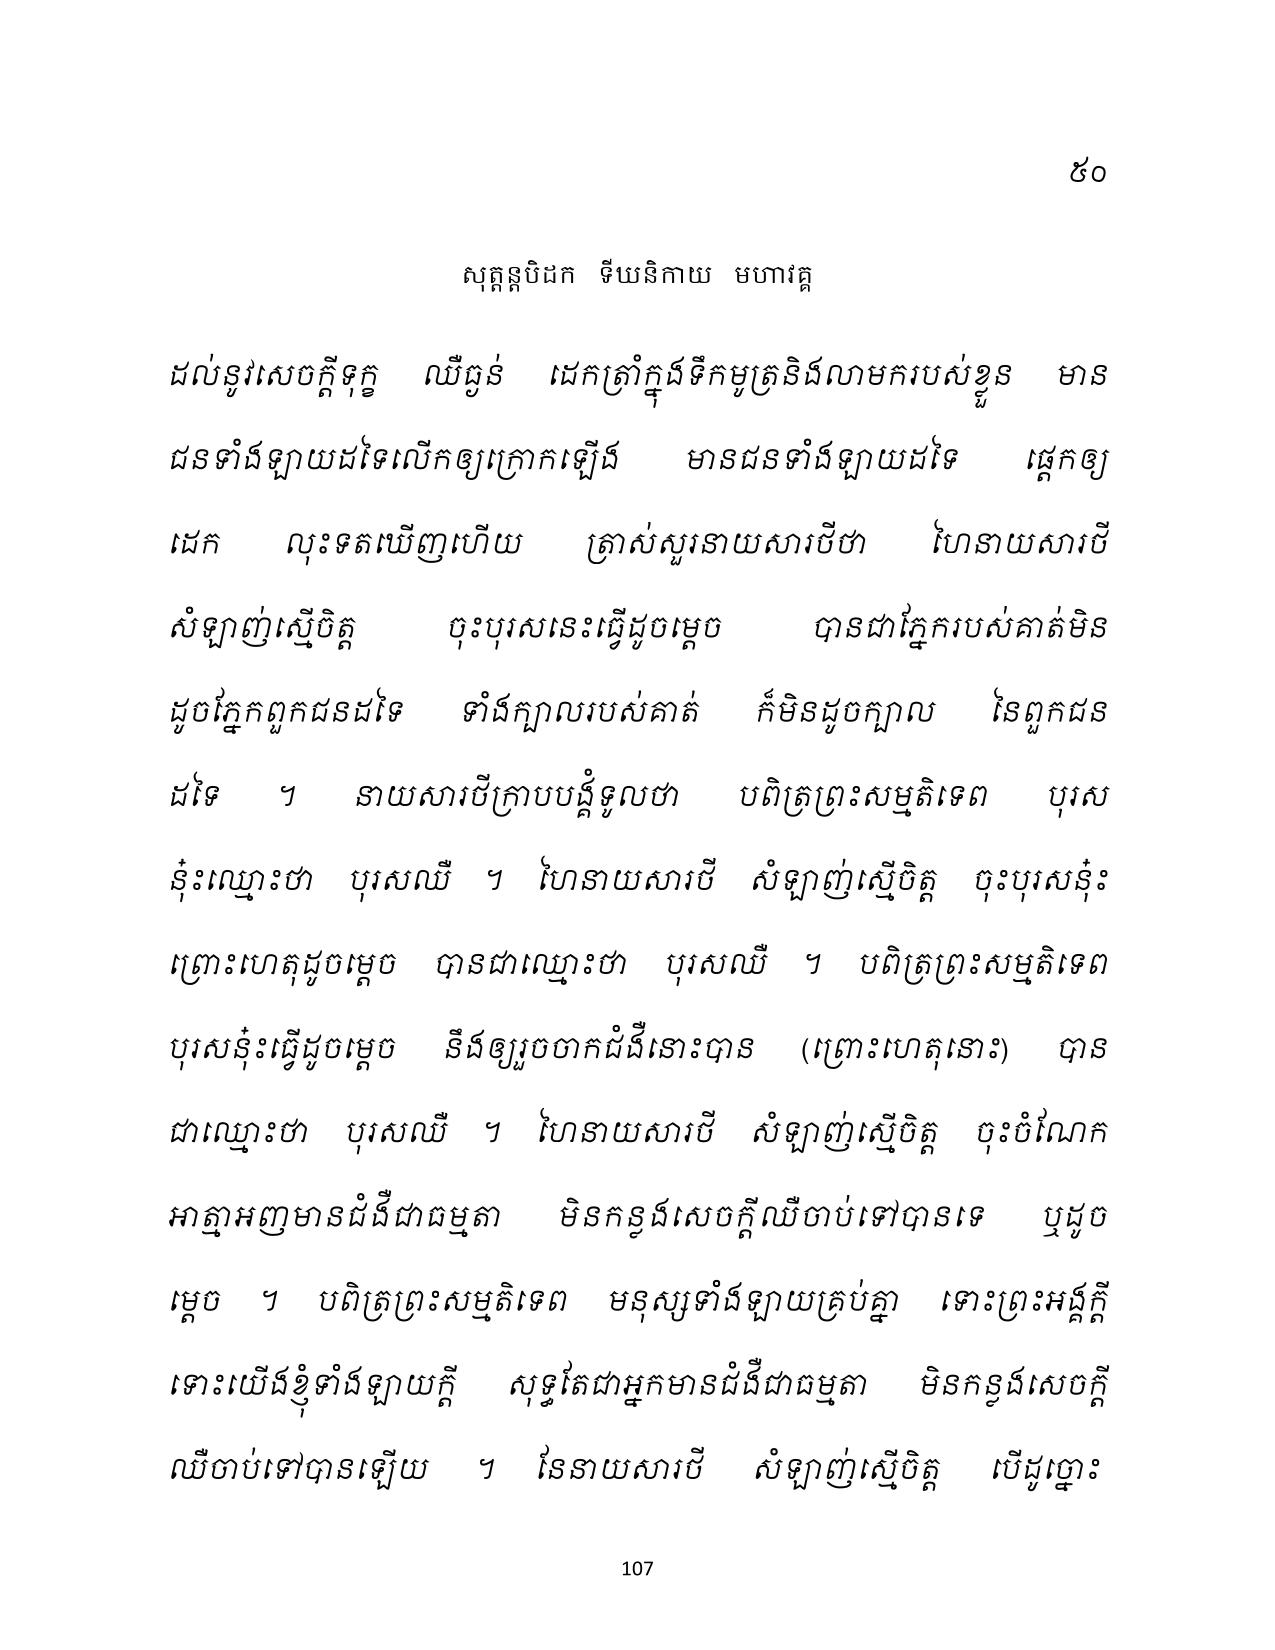 ៥០
សុត្តន្តបិដក ទីឃនិកាយ មហាវគ្គ
ដល់នូវសេចក្តីទុក្ខ ឈឺធ្ងន់ ដេកត្រាំក្នុងទឹកមូត្រនិងលាមករបស់ខ្លួន មាន
ជនទាំងឡាយដទៃលើកឲ្យក្រោកឡើង មានជនទាំងឡាយដទៃ ផ្តេកឲ្យ
ដេក លុះទតឃើញហើយ ត្រាស់សួរនាយសារថីថា ហៃនាយសារថី
សំឡាញ់ស្មើចិត្ត ចុះបុរសនេះធ្វើដូចម្តេច បានជាភ្នែករបស់គាត់មិន
ដូចភ្នែកពួកជនដទៃ ទាំងក្បាលរបស់គាត់ ក៏មិនដូចក្បាល នៃពួកជន
ដទៃ ។ នាយសារថីក្រាបបង្គំទូលថា បពិត្រព្រះសម្មតិទេព បុរស
នុ៎ះឈ្មោះថា បុរសឈឺ ។ ហៃនាយសារថី សំឡាញ់ស្មើចិត្ត ចុះបុរសនុ៎ះ
ព្រោះហេតុដូចម្តេច បានជាឈ្មោះថា បុរសឈឺ ។ បពិត្រព្រះសម្មតិទេព
បុរសនុ៎ះធ្វើដូចម្តេច នឹងឲ្យរួចចាកជំងឺនោះបាន (ព្រោះហេតុនោះ) បាន
ជាឈ្មោះថា បុរសឈឺ ។ ហៃនាយសារថី សំឡាញ់ស្មើចិត្ត ចុះចំណែក
អាត្មាអញមានជំងឺជាធម្មតា មិនកន្លងសេចក្តីឈឺចាប់ទៅបានទេ ឬដូច
ម្តេច ។ បពិត្រព្រះសម្មតិទេព មនុស្សទាំងឡាយគ្រប់គ្នា ទោះព្រះអង្គក្តី
ទោះយើងខ្ញុំទាំងឡាយក្តី សុទ្ធតែជាអ្នកមានជំងឺជាធម្មតា មិនកន្លងសេចក្តី
ឈឺចាប់ទៅបានឡើយ ។ នែនាយសារថី សំឡាញ់ស្មើចិត្ត បើដូច្នោះ
107